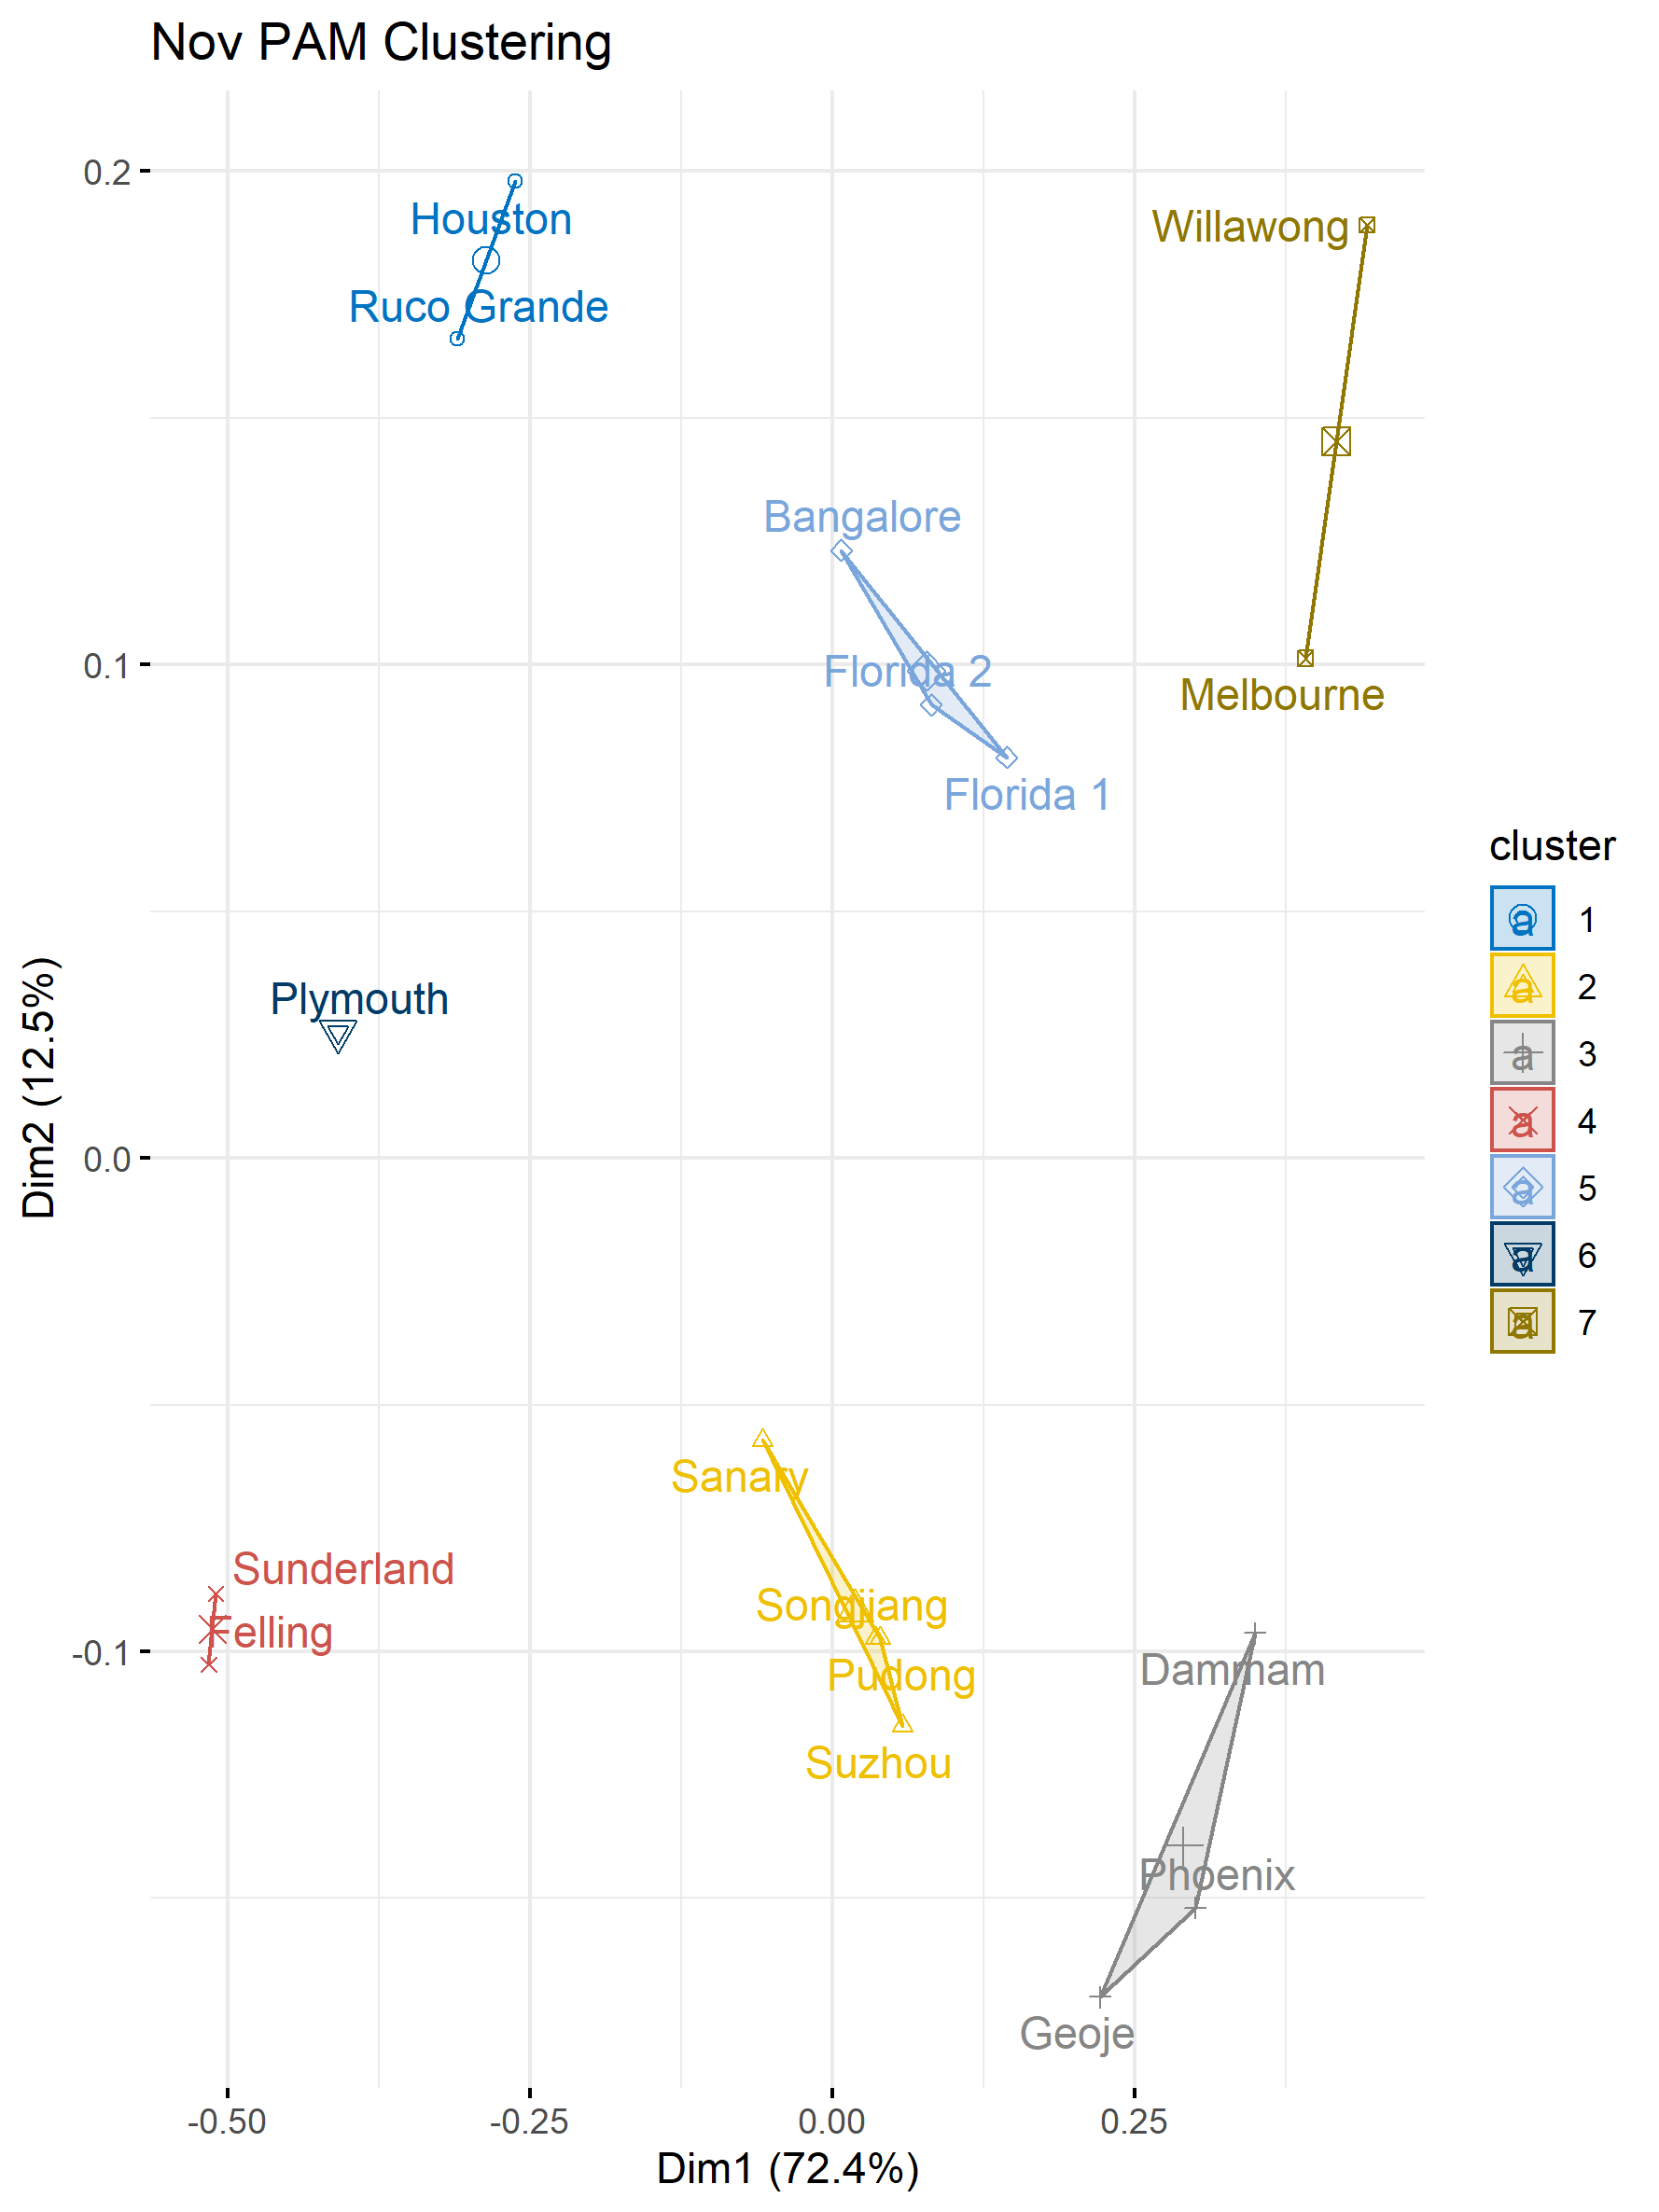 Nov PAM Clustering
0.2
Houston
Willawong
Ruco Grande
Bangalore
0.1
Florida 2
Melbourne
Florida 1
cluster
a 1
a 2
a 3
a 4
a 5
a 6
a 7
Plymouth
Dim2 (12.5%)
0.0
Sanary
Sunderland
Songjiang
Felling
-0.1
Pudong
Dammam
Suzhou
Phoenix
Geoje
-0.50 -0.25 0.00 0.25
Dim1 (72.4%)